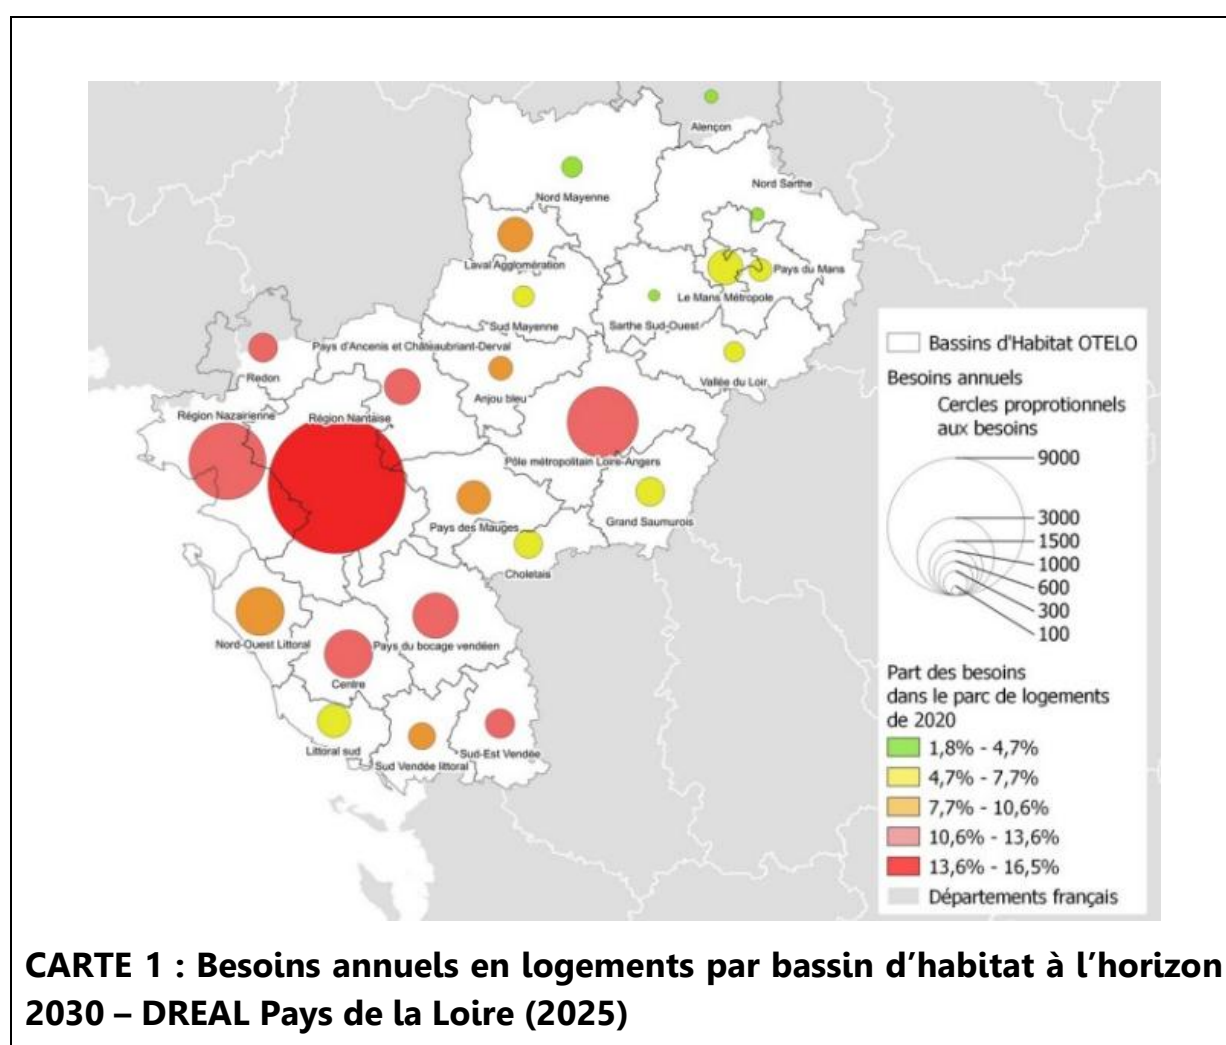 Alençon
Nord Sarthe
Nord Mayenne
Laval Agglomération
Pays du Mans
Le Mans Métropole
Sud Mayenne
Sarthe Sud-Ouest
Pays d'Ancenis et Châteaubriant-Derval
Redon
Vallée du Loir
Anjou bleu
Région Nazairienne
Région Nantaise
Pôle métropolitain Loire-Angers
Pays des Mauges
Grand Saumurois
Choletais
Nord-Ouest Littoral
Pays du bocage vendéen
Centre
Littoral sud
Sud Vendée littoral
Sud-Est Vendée
Bassins d'Habitat OTELO
Besoins annuels
Cercles proprotionnels
aux besoins
9000
3000
1500
1000
600
300
100
Part des besoins
dans le parc de logements
de 2020
1,8% - 4,7%
4,7% - 7,7%
7,7% - 10,6%
10,6% - 13,6%
13,6% - 16,5%
Départements français
CARTE 1 : Besoins annuels en logements par bassin d’habitat à l’horizon
2030 – DREAL Pays de la Loire (2025)